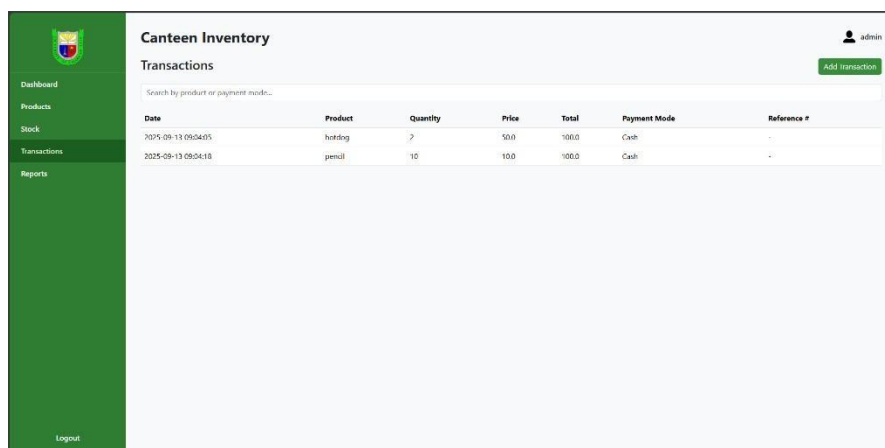 Canteen Inventory
admin
Transactions
Add Transaction
Dashboard
Products
Stock
Transactions
Reports
Logout
Search by product or payment mode...
Date Product Quantity Price Total Payment Mode Reference #
2025-09-13 09:04:05 hotdog 2 50.0 100.0 Cash -
2025-09-13 09:04:18 pencil 10 10.0 100.0 Cash -